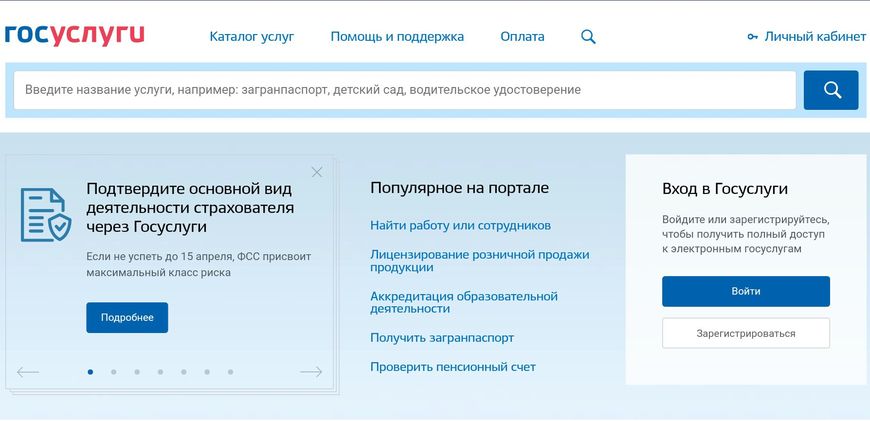 госуслуги
Каталог услуг
Помощь и поддержка
Оплата
Личный кабинет
Введите название услуги, например: загранпаспорт, детский сад, водительское удостоверение
Подтвердите основной вид
деятельности страхователя
через Госуслуги
Если не успеть до 15 апреля, ФСС присвоит
максимальный класс риска
Подробнее
Популярное на портале
Найти работу или сотрудников
Лицензирование розничной продажи
продукции
Аккредитация образовательной
деятельности
Получить загранпаспорт
Проверить пенсионный счет
Вход в Госуслуги
Войдите или зарегистрируйтесь,
чтобы получить полный доступ
к электронным госуслугам
Войти
Зарегистрироваться